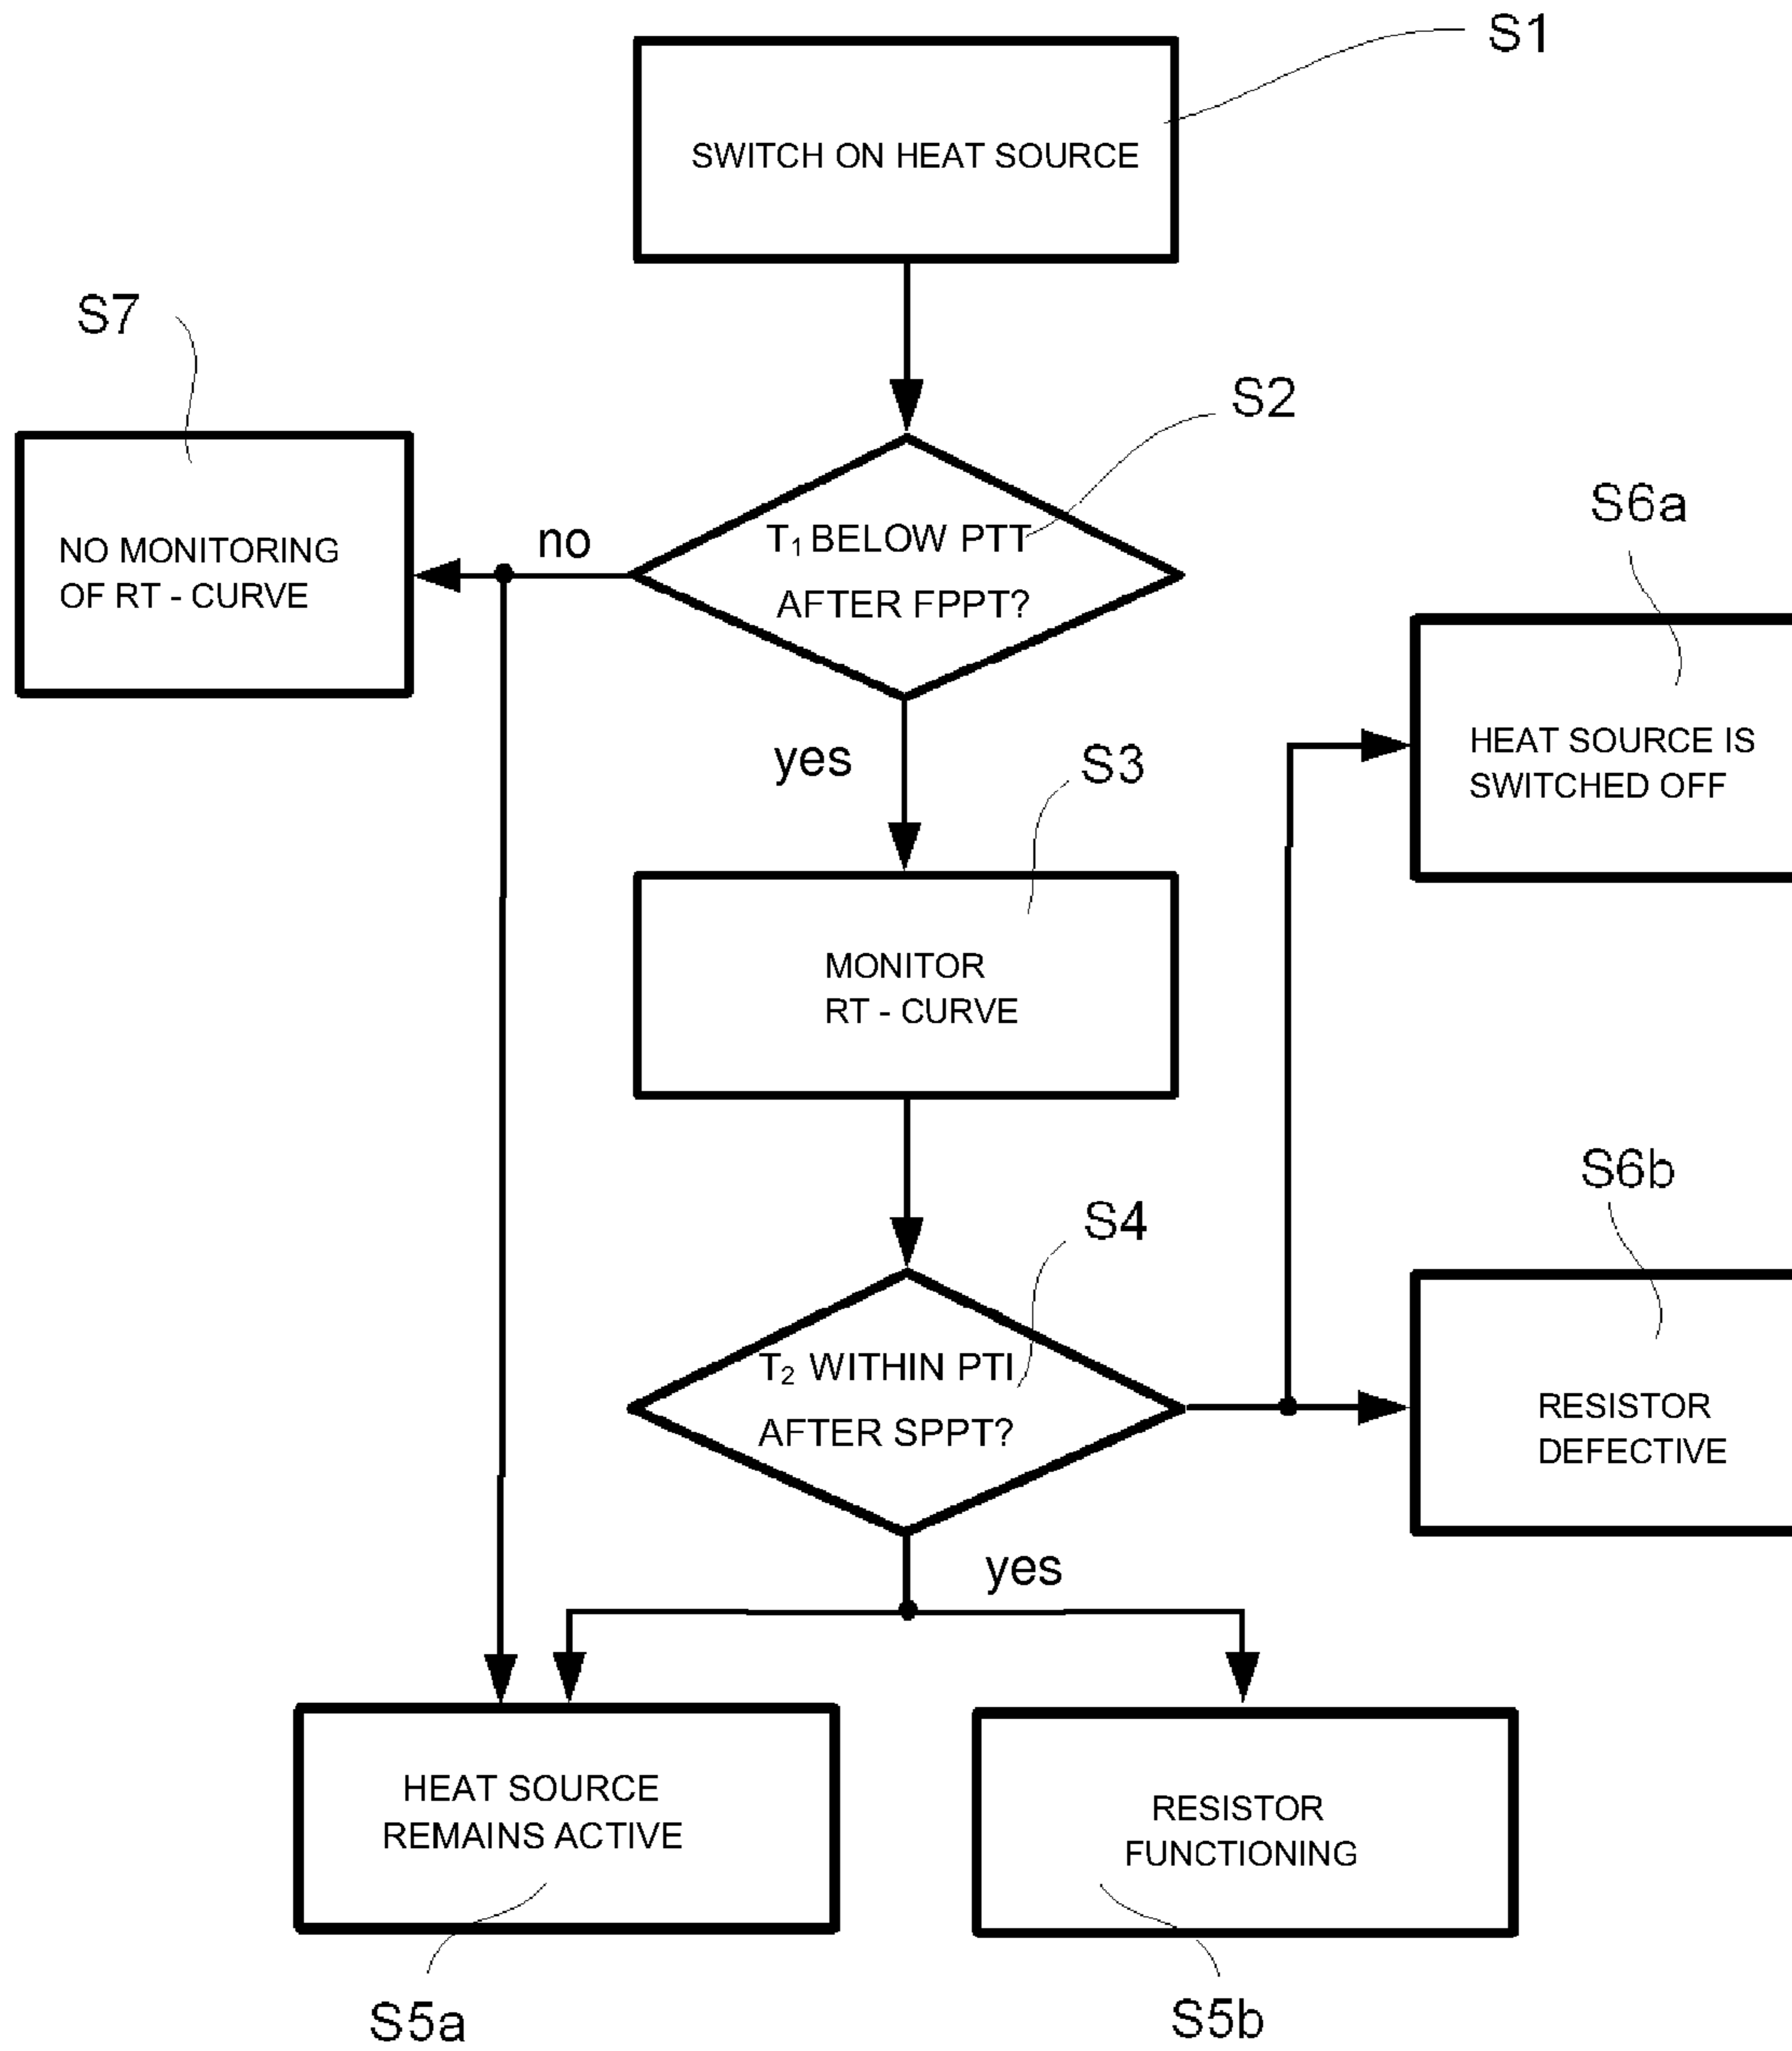 S1
SWITCH ON HEAT SOURCE
S7
S2
NO MONITORING
OF RT - CURVE
no
T₁ BELOW PTT
AFTER FPPT?
S6a
yes
S3
HEAT SOURCE IS
SWITCHED OFF
MONITOR
RT - CURVE
S6b
S4
T₂ WITHIN PTI
AFTER SPPT?
RESISTOR
DEFECTIVE
yes
HEAT SOURCE
REMAINS ACTIVE
RESISTOR
FUNCTIONING
S5a
S5b